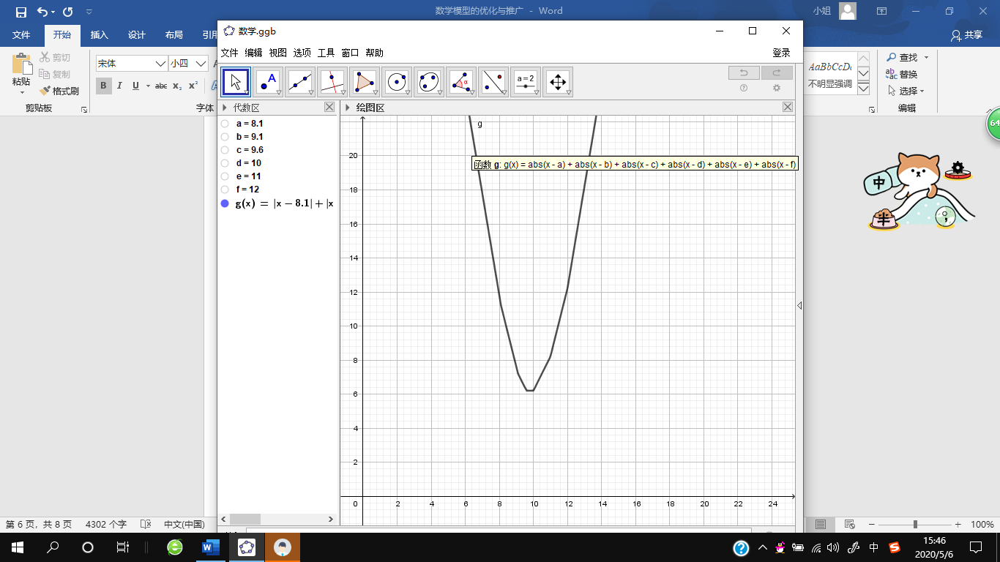 数学模型的优化与推广 - Word
小姐
文件 开始 插入 设计 布局 引用
共享
粘贴
剪切
复制
格式刷
剪贴板
宋体
小四
B I U abc x₂ x²
字体
AaBbCcDd
不明显强调
查找
替换
选择
编辑
数学.ggb
文件 编辑 视图 选项 工具 窗口 帮助
登录
A
α
a = 2
代数区
绘图区
a = 8.1
b = 9.1
c = 9.6
d = 10
e = 11
f = 12
g(x) = |x − 8.1| + |x
g
函数 g: g(x) = abs(x - a) + abs(x - b) + abs(x - c) + abs(x - d) + abs(x - e) + abs(x - f)
20
18
16
14
12
10
8
6
4
2
0 2 4 6 8 10 12 14 16 18 20 22 24
64
中
半
第 6 页，共 8 页 4302 个字 中文(中国)
100%
中
15:46
2020/5/6